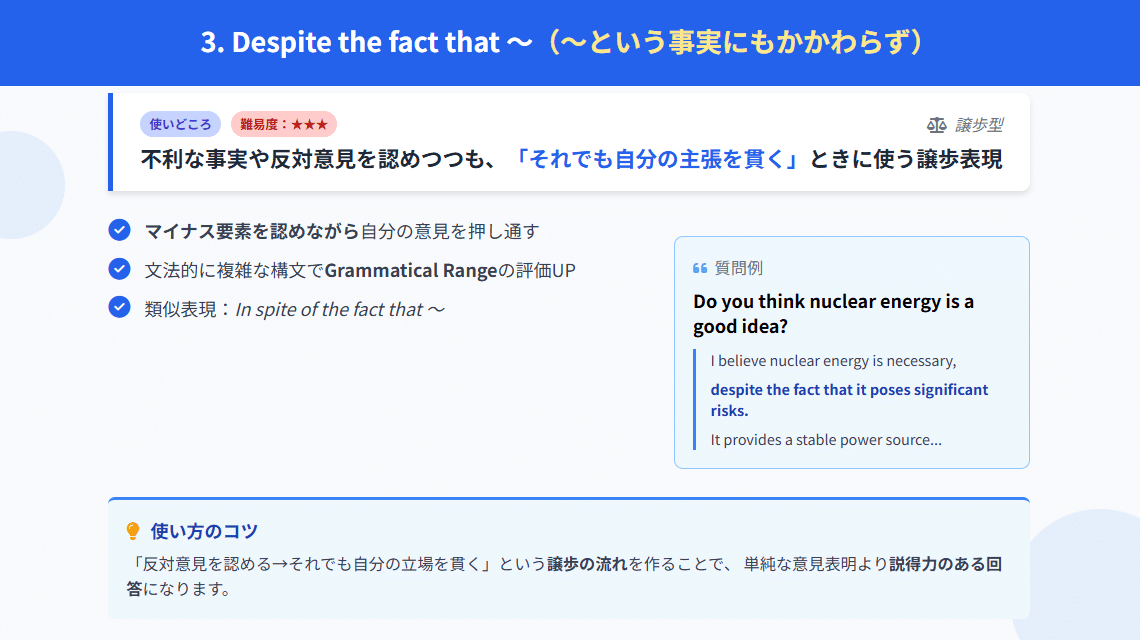 3. Despite the fact that ～（～という事実にもかかわらず）
使いどころ 難易度：★★★ 譲歩型
不利な事実や反対意見を認めつつも、「それでも自分の主張を貫く」ときに使う譲歩表現
マイナス要素を認めながら自分の意見を押し通す
文法的に複雑な構文でGrammatical Rangeの評価UP
類似表現：In spite of the fact that ～
質問例
Do you think nuclear energy is a
good idea?
I believe nuclear energy is necessary,
despite the fact that it poses significant
risks.
It provides a stable power source...
使い方のコツ
「反対意見を認める→それでも自分の立場を貫く」という譲歩の流れを作ることで、 単純な意見表明より説得力のある回
答になります。